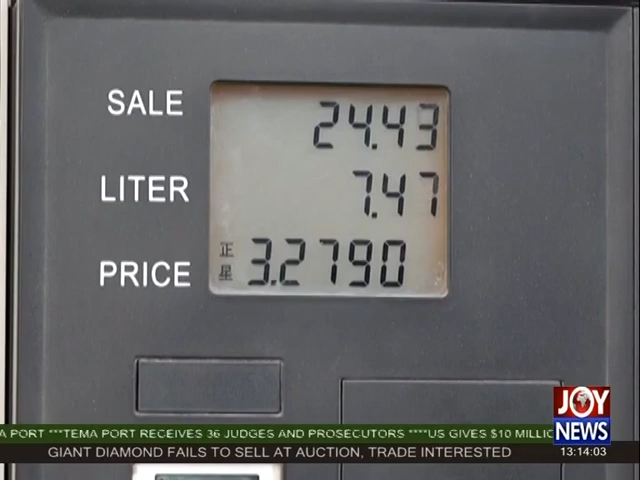 SALE 24.43
LITER 7.47
PRICE 正星 3.2790
JOY
NEWS
A PORT ***TEMA PORT RECEIVES 36 JUDGES AND PROSECUTORS ****US GIVES $10 MILLIC
GIANT DIAMOND FAILS TO SELL AT AUCTION, TRADE INTERESTED
13:14:03